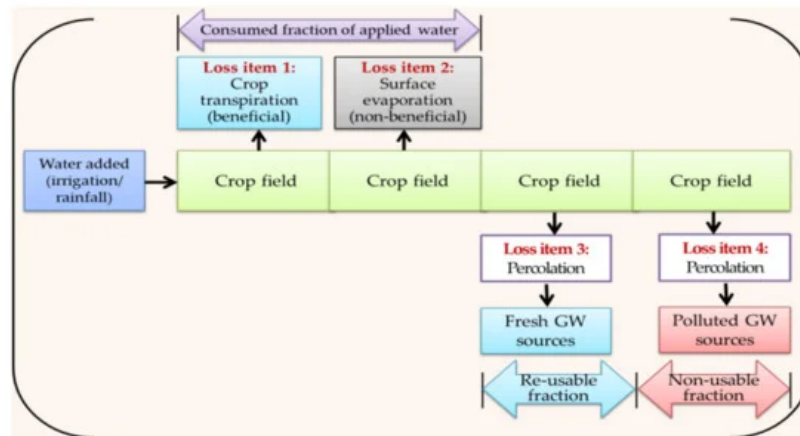 Consumed fraction of applied water
Loss item 1:
Crop
transpiration
(beneficial)
Loss item 2:
Surface
evaporation
(non-beneficial)
Water added
(irrigation/
rainfall)
Crop field
Crop field
Crop field
Crop field
Loss item 3:
Percolation
Loss item 4:
Percolation
Fresh GW
sources
Polluted GW
sources
Re-usable
fraction
Non-usable
fraction